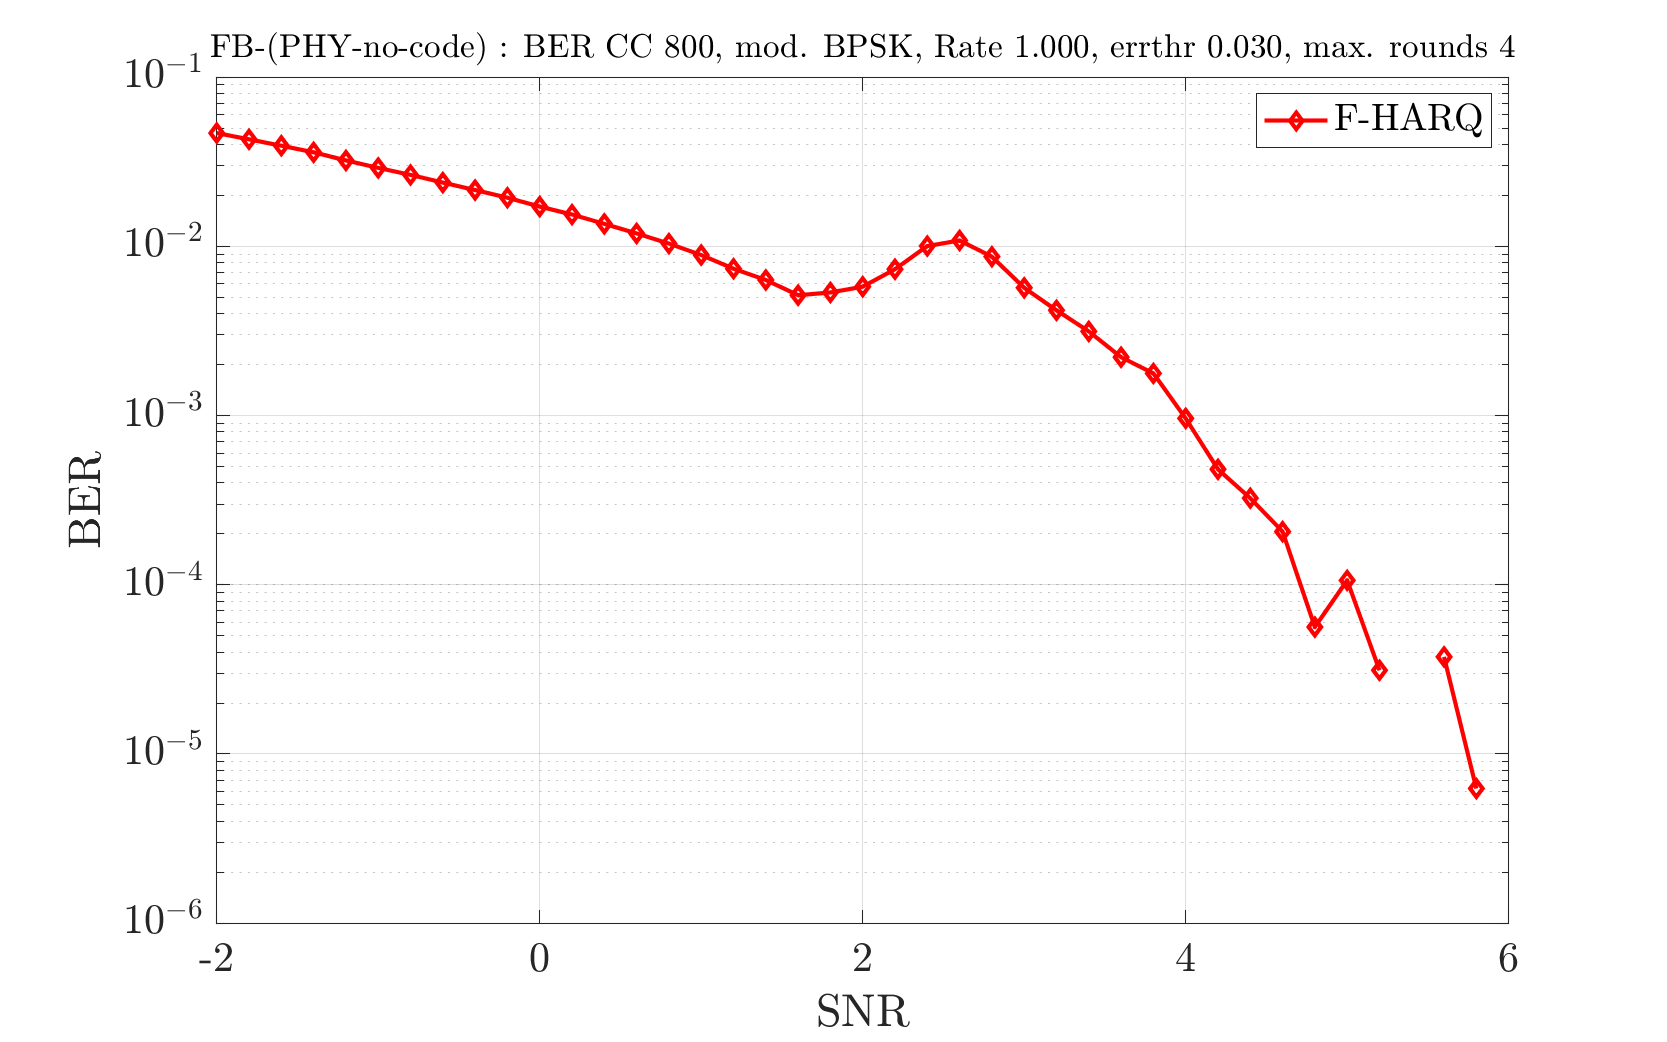 FB-(PHY-no-code) : BER CC 800, mod. BPSK, Rate 1.000, errthr 0.030, max. rounds 4
10⁻¹
F-HARQ
10⁻²
10⁻³
BER
10⁻⁴
10⁻⁵
10⁻⁶
-2 0 2 4 6
SNR